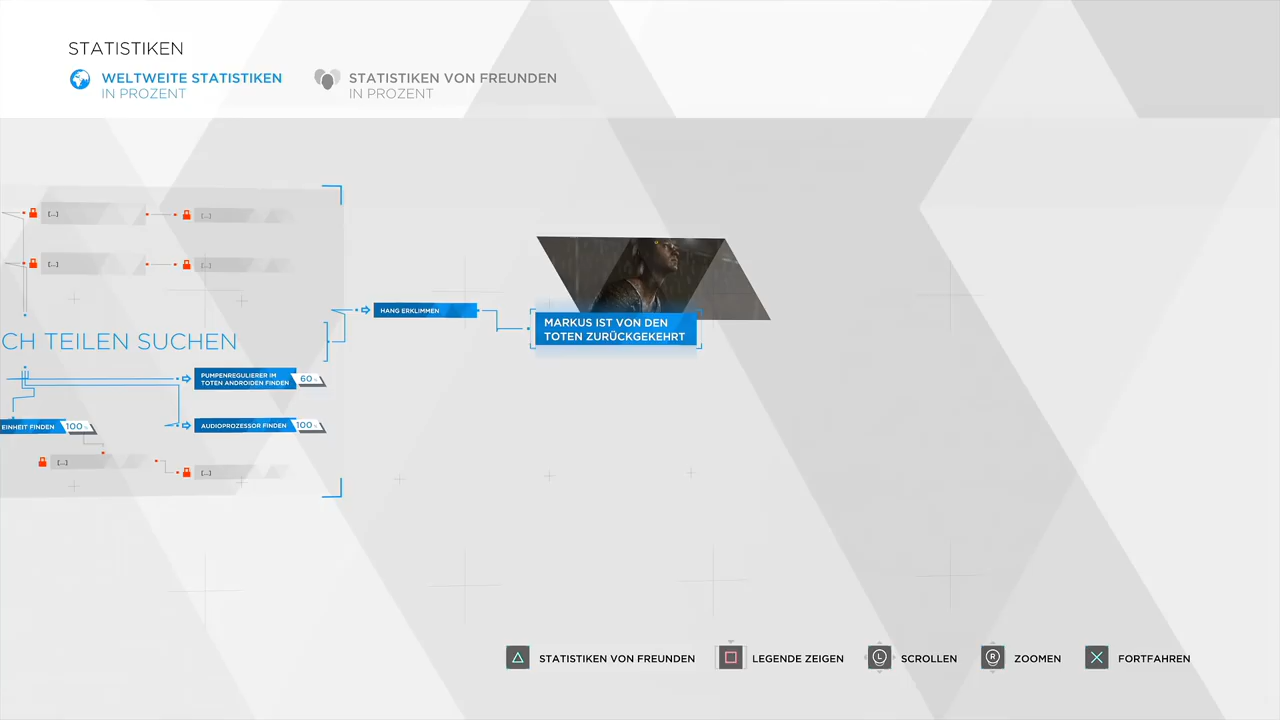 STATISTIKEN
WELTWEITE STATISTIKEN
IN PROZENT
STATISTIKEN VON FREUNDEN
IN PROZENT
[...]
[...]
[...]
[...]
HANG ERKLIMMEN
MARKUS IST VON DEN
TOTEN ZURÜCKGEKEHRT
CH TEILEN SUCHEN
PUMPENREGULIERER IM
TOTEN ANDROIDEN FINDEN
60%
EINHEIT FINDEN
100%
AUDIOPROZESSOR FINDEN
100%
[...]
[...]
STATISTIKEN VON FREUNDEN
LEGENDE ZEIGEN
L
SCROLLEN
R
ZOOMEN
FORTFAHREN